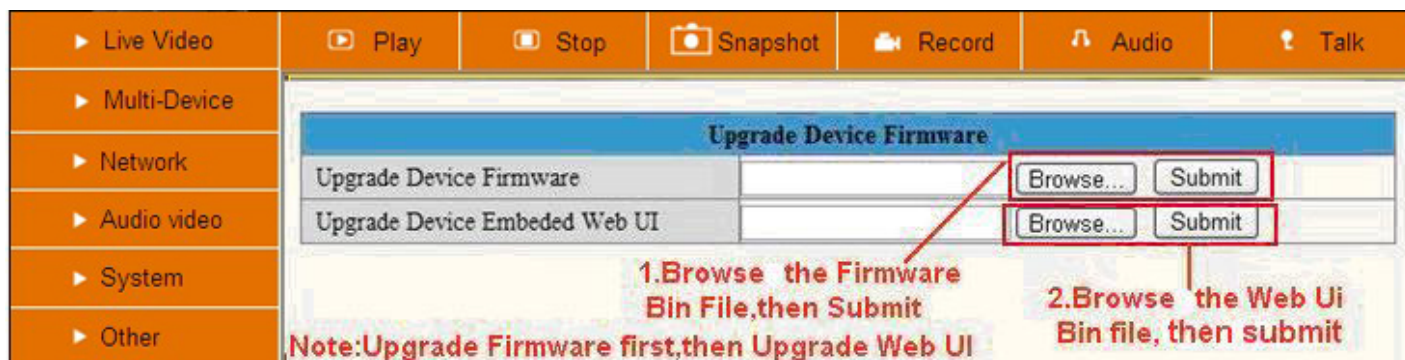 Live Video
Play
Stop
Snapshot
Record
Audio
Talk
Multi-Device
Network
Audio video
System
Other
Upgrade Device Firmware
Upgrade Device Firmware
Browse...
Submit
Upgrade Device Embeded Web UI
Browse...
Submit
1.Browse the Firmware
Bin File,then Submit
2.Browse the Web Ui
Bin file, then submit
Note:Upgrade Firmware first,then Upgrade Web UI